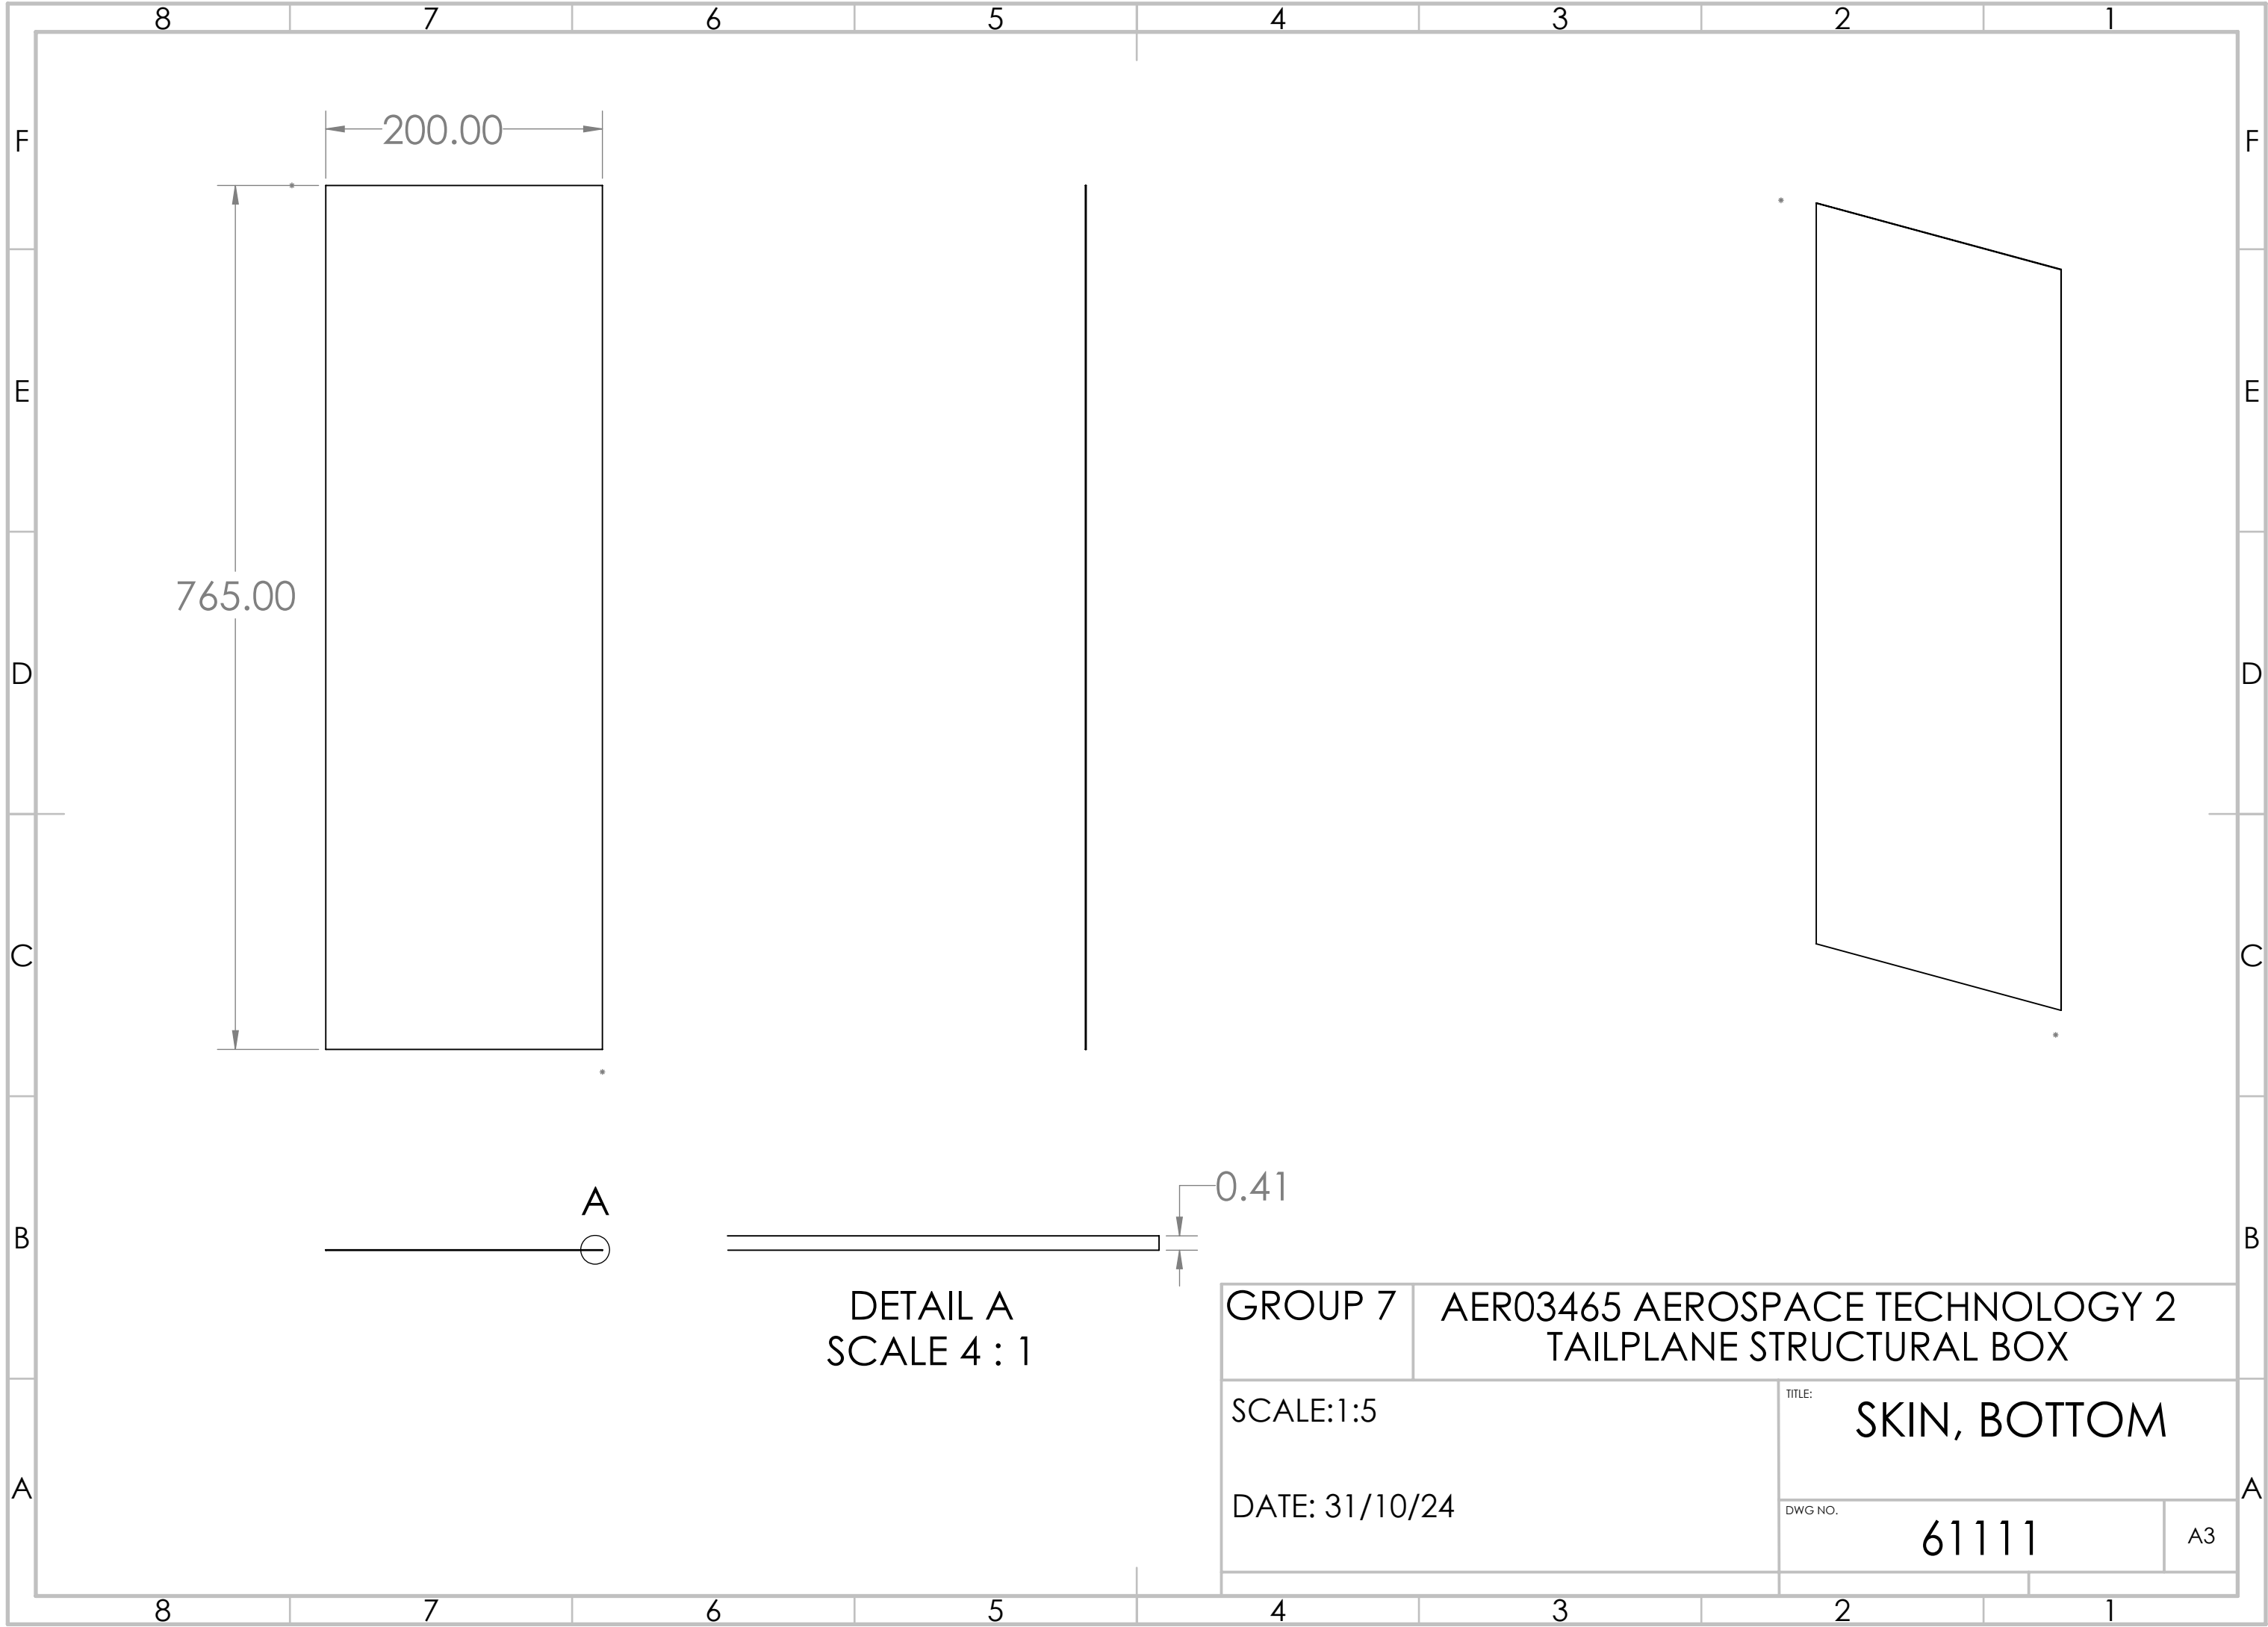 8 7 6 5 4 3 2 1
F F
200.00
E E
765.00
D D
C C
A
0.41
B B
DETAIL A
SCALE 4 : 1
GROUP 7
AER03465 AEROSPACE TECHNOLOGY 2
TAILPLANE STRUCTURAL BOX
SCALE:1:5
TITLE:
SKIN, BOTTOM
DATE: 31/10/24
DWG NO.
61111
A3
A A
8 7 6 5 4 3 2 1